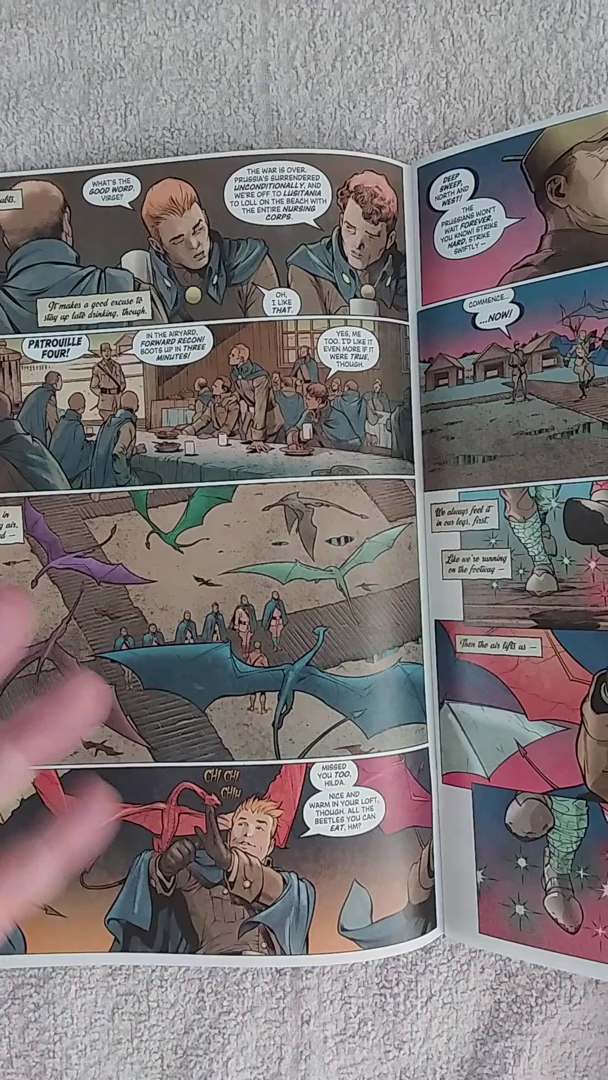 WHAT'S THE
GOOD WORD,
VIRGE?
THE WAR IS OVER.
PRUSSIA'S SURRENDERED
UNCONDITIONALLY, AND
WE'RE OFF TO LUSITANIA
TO LOLL ON THE BEACH WITH
THE ENTIRE NURSING
CORPS.
OH,
I LIKE
THAT.
It makes a good excuse to
stay up late drinking, though.
PATROUILLE
FOUR!
IN THE AIRYARD,
FORWARD RECON!
BOOTS UP IN THREE
MINUTES!
YES, ME
TOO. I'D LIKE IT
EVEN MORE IF IT
WERE TRUE,
THOUGH.
in
g air,
d —
CHI CHI
CHIH
MISSED
YOU TOO,
HILDA.
NICE AND
WARM IN YOUR LOFT,
THOUGH. ALL THE
BEETLES YOU CAN
EAT, HM?
DEEP
SWEEP,
NORTH AND
WEST!
THE
PRUSSIANS WON'T
WAIT FOREVER,
YOU KNOW! STRIKE
HARD, STRIKE
SWIFTLY —
COMMENCE...
...NOW!
We always feel it
in our legs, first.
Like we're running
on the footway —
Then the air lifts us —